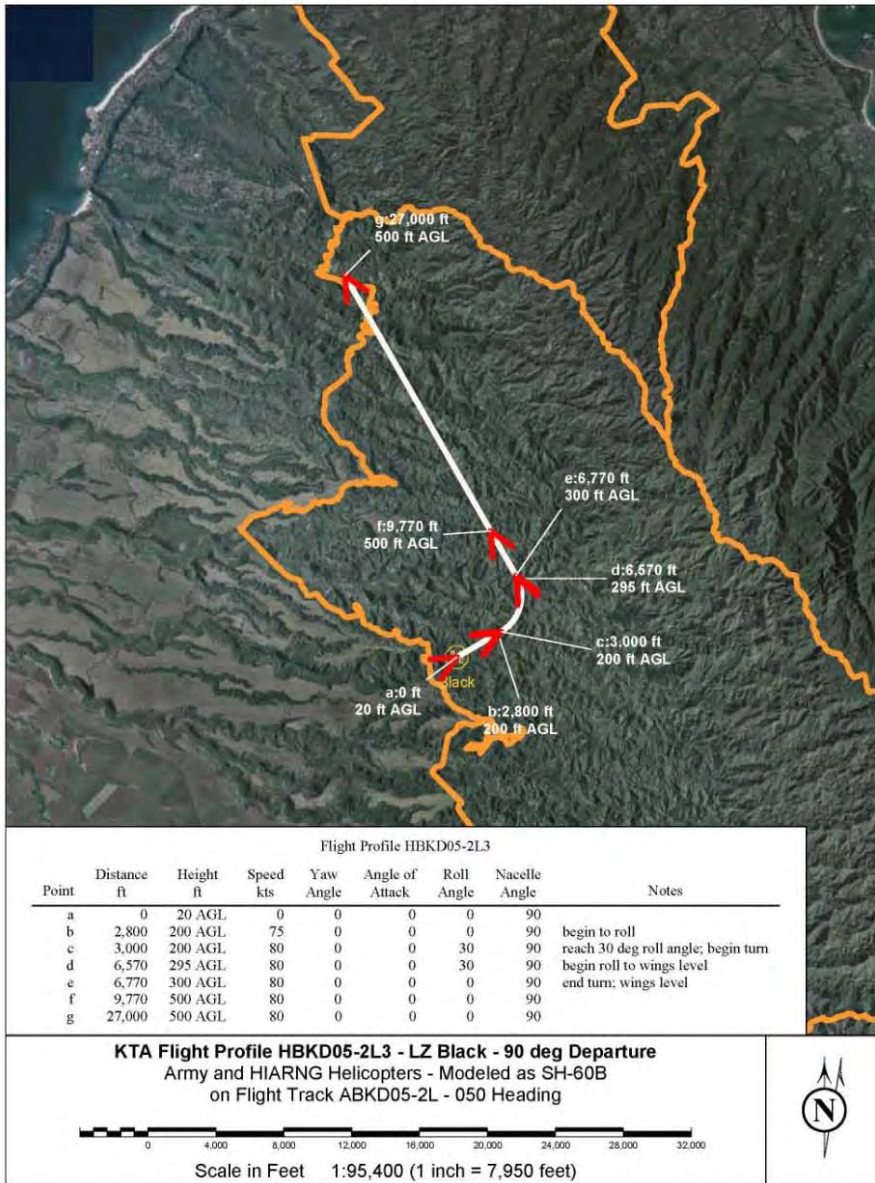 g:27,000 ft
500 ft AGL
e:6,770 ft
300 ft AGL
f:9,770 ft
500 ft AGL
d:6,570 ft
295 ft AGL
c:3,000 ft
200 ft AGL
Black
a:0 ft
20 ft AGL
b:2,800 ft
200 ft AGL
Flight Profile HBKD05-2L3
Point Distance ft Height ft Speed kts Yaw Angle Angle of Attack Roll Angle Nacelle Angle Notes
a 0 20 AGL 0 0 0 0 90
b 2,800 200 AGL 75 0 0 0 90 begin to roll
c 3,000 200 AGL 80 0 0 30 90 reach 30 deg roll angle; begin turn
d 6,570 295 AGL 80 0 0 30 90 begin roll to wings level
e 6,770 300 AGL 80 0 0 0 90 end turn; wings level
f 9,770 500 AGL 80 0 0 0 90
g 27,000 500 AGL 80 0 0 0 90
KTA Flight Profile HBKD05-2L3 - LZ Black - 90 deg Departure
Army and HIARNG Helicopters - Modeled as SH-60B
on Flight Track ABKD05-2L - 050 Heading
0 4,000 8,000 12,000 16,000 20,000 24,000 28,000 32,000
Scale in Feet 1:95,400 (1 inch = 7,950 feet)
N